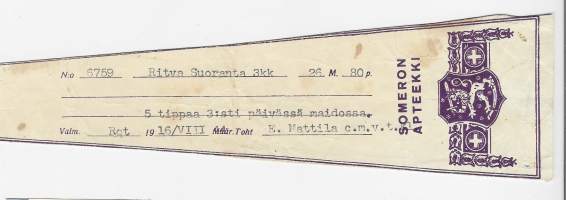 N:o 6759 Ritva Suoranta 3kk 26 M. 80 p.
5 tippaa 3:sti päivässä maidossa.
Valm. Rqt 19 16/VIII Määr. Toht E. Mattila c.m.v.t.
SOMERON
APTEEKKI